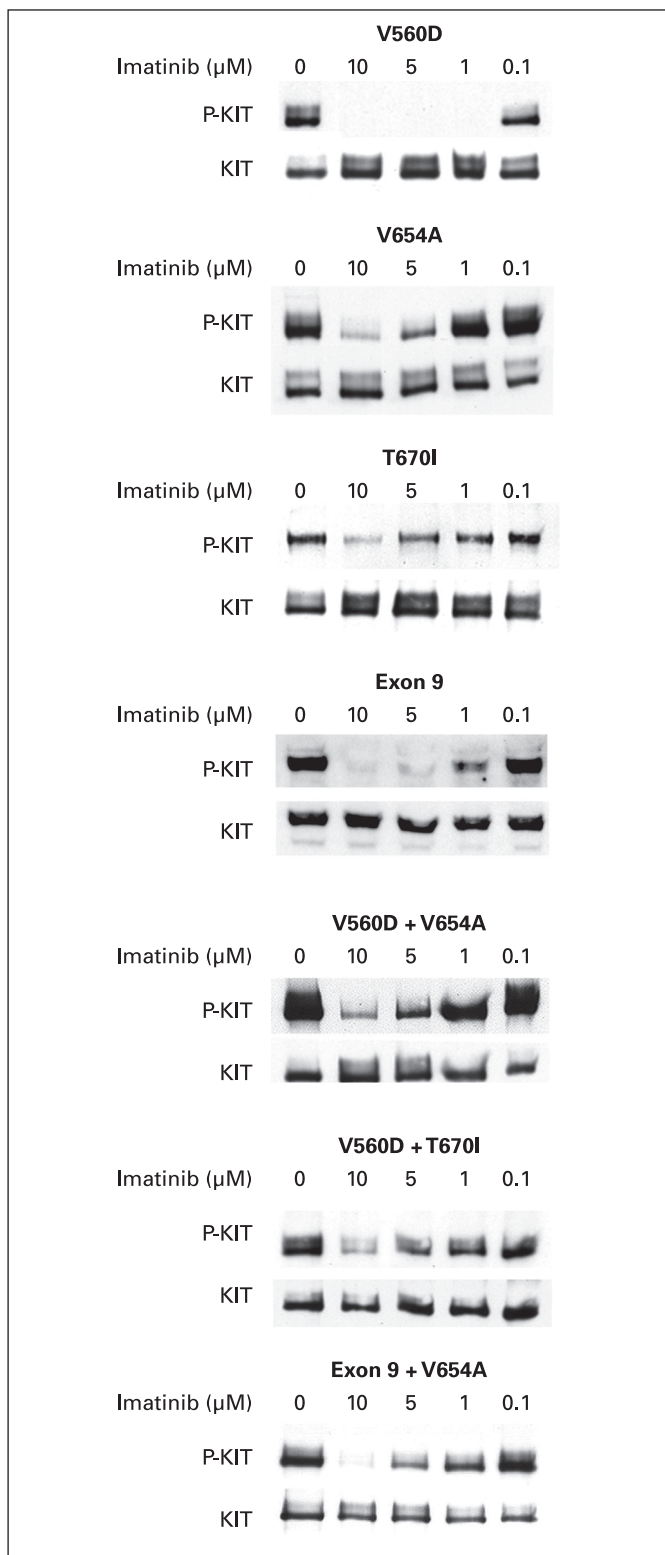 V560D
Imatinib (µM) 0 10 5 1 0.1
P-KIT
KIT
V654A
Imatinib (µM) 0 10 5 1 0.1
P-KIT
KIT
T670I
Imatinib (µM) 0 10 5 1 0.1
P-KIT
KIT
Exon 9
Imatinib (µM) 0 10 5 1 0.1
P-KIT
KIT
V560D + V654A
Imatinib (µM) 0 10 5 1 0.1
P-KIT
KIT
V560D + T670I
Imatinib (µM) 0 10 5 1 0.1
P-KIT
KIT
Exon 9 + V654A
Imatinib (µM) 0 10 5 1 0.1
P-KIT
KIT